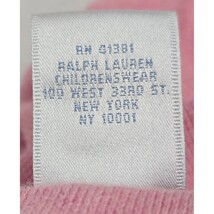 RN 41381
RALPH LAUREN
CHILDRENSWEAR
100 WEST 33RD ST.
NEW YORK
NY 10001